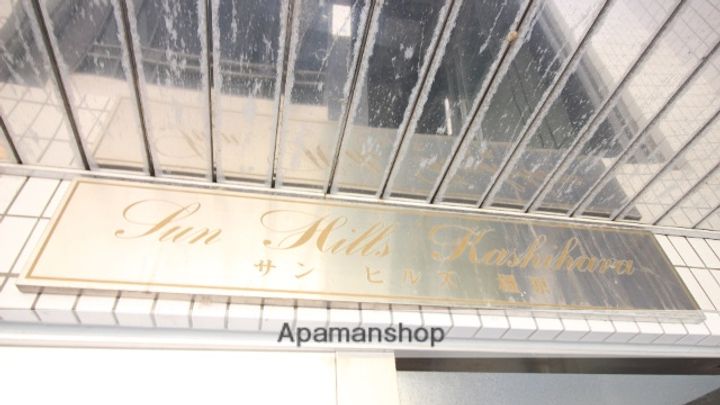 Sun Hills Kashihara
サン ヒルズ
Apamanshop